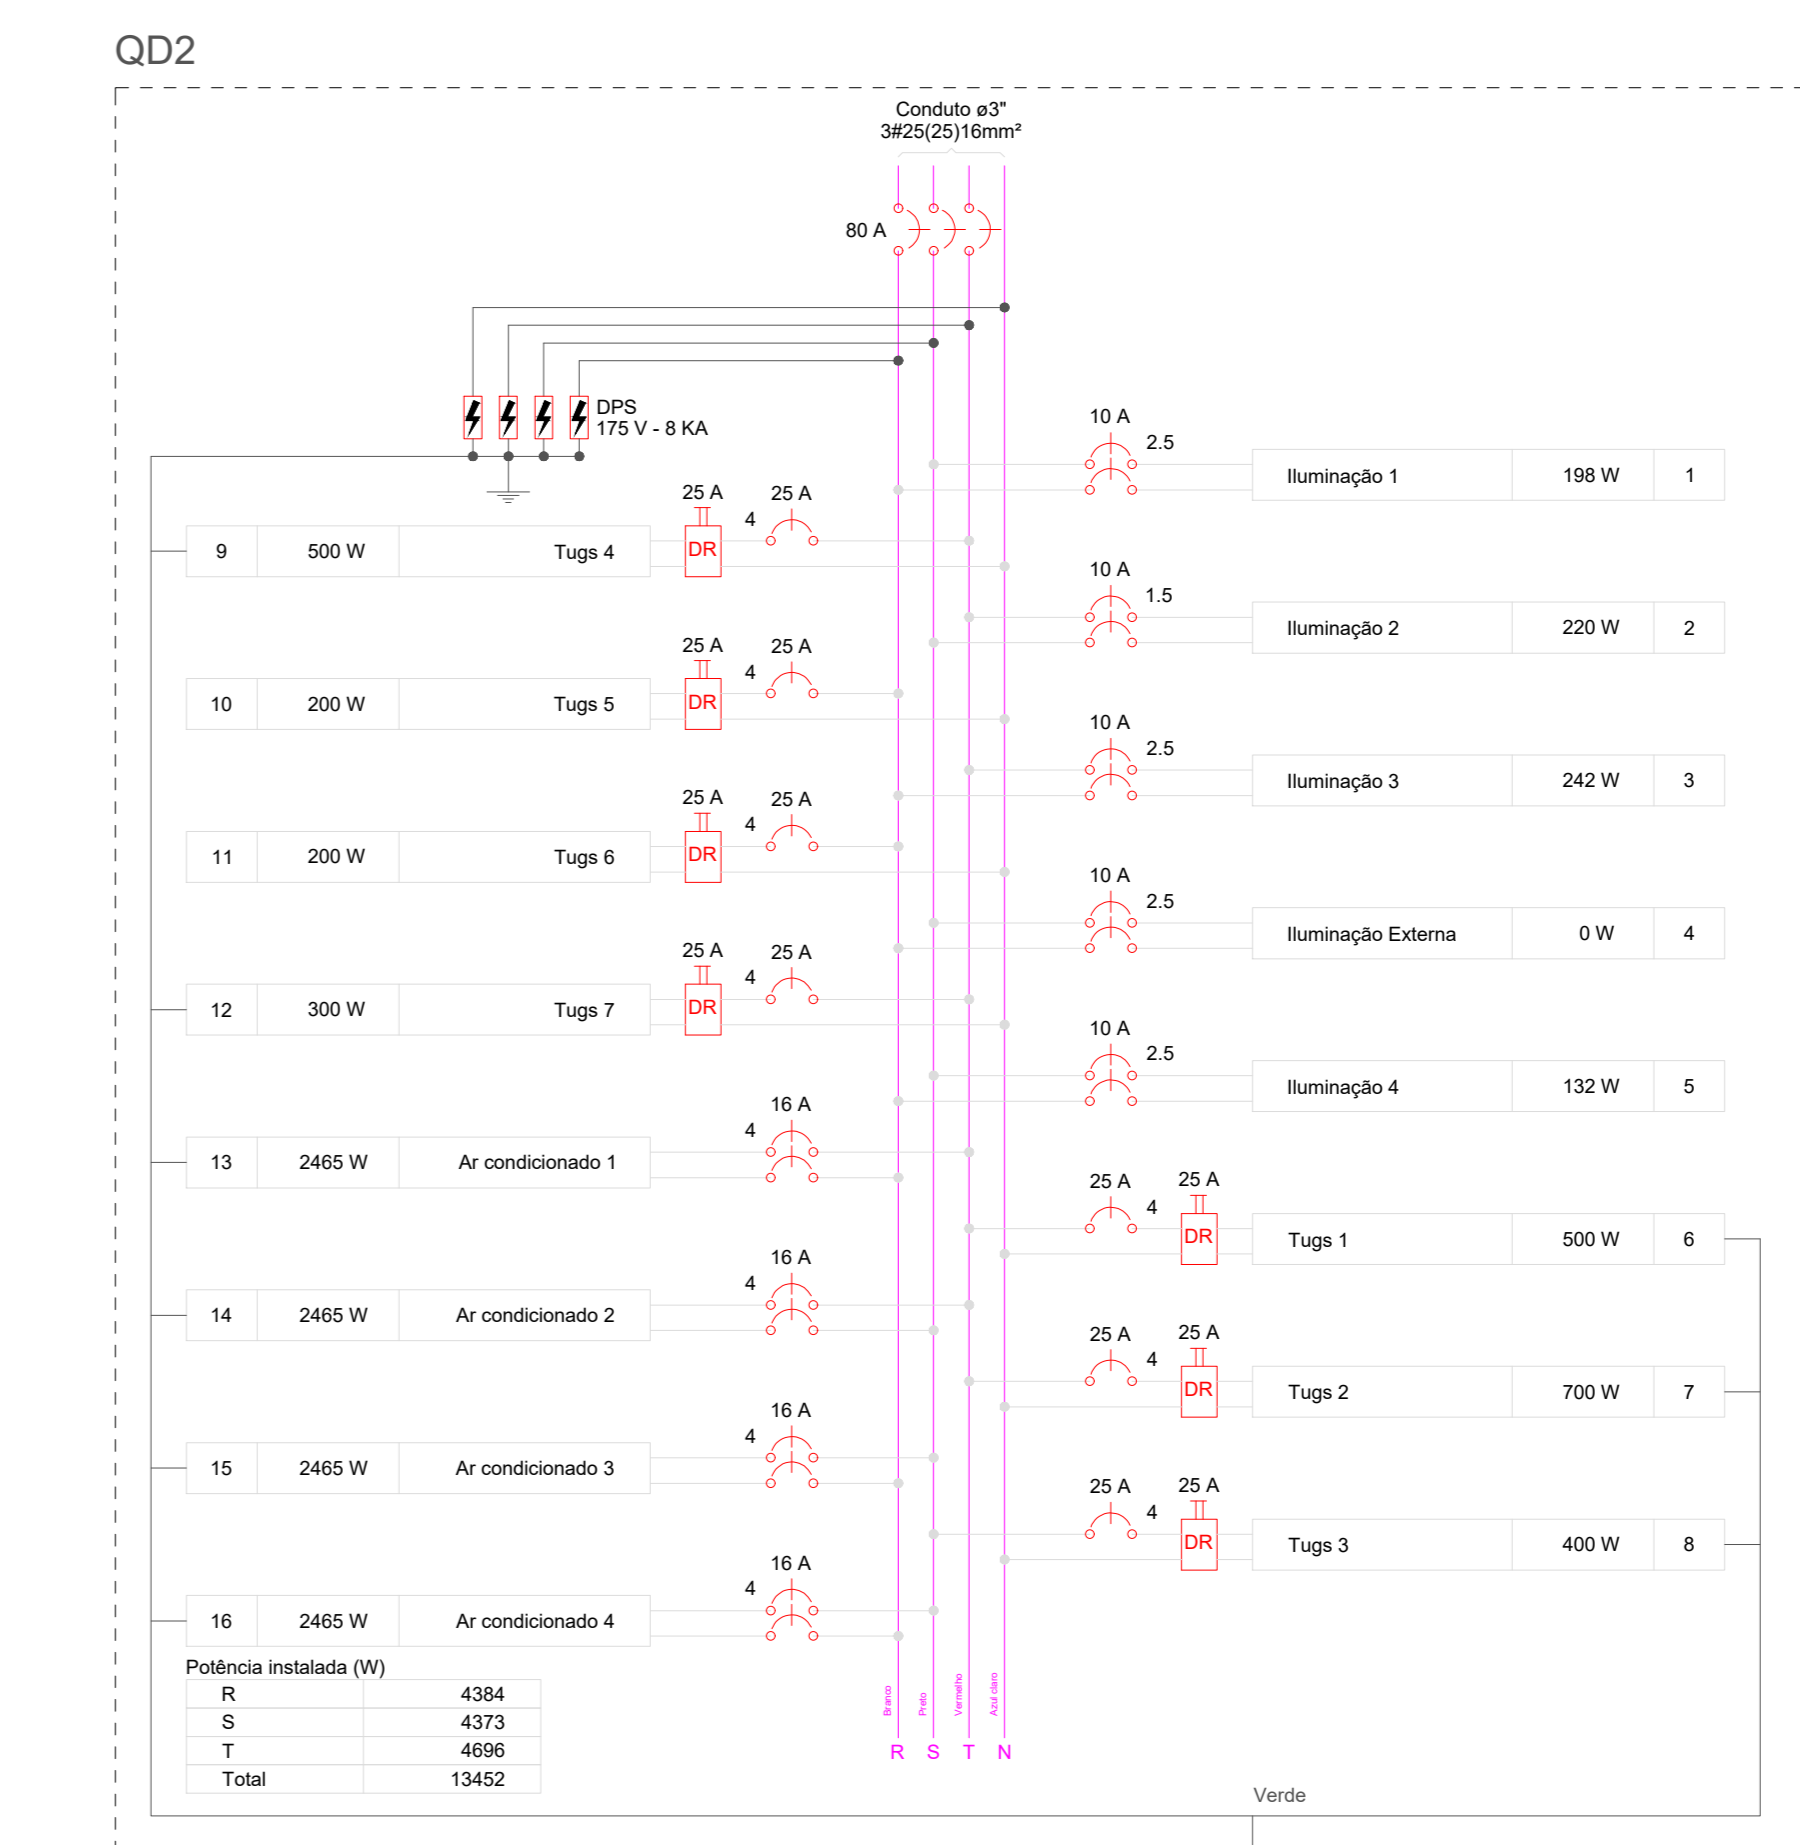 QD2
Conduto ø3"
3#25(25)16mm²
80 A
DPS
175 V - 8 KA
10 A
2.5
Iluminação 1 198 W 1
25 A 25 A
4
9 500 W Tugs 4 DR
10 A
1.5
Iluminação 2 220 W 2
25 A 25 A
4
10 200 W Tugs 5 DR
10 A
2.5
Iluminação 3 242 W 3
25 A 25 A
4
11 200 W Tugs 6 DR
10 A
2.5
Iluminação Externa 0 W 4
25 A 25 A
4
12 300 W Tugs 7 DR
10 A
2.5
Iluminação 4 132 W 5
16 A
4
13 2465 W Ar condicionado 1
25 A 25 A
4
DR Tugs 1 500 W 6
16 A
4
14 2465 W Ar condicionado 2
25 A 25 A
4
DR Tugs 2 700 W 7
16 A
4
15 2465 W Ar condicionado 3
25 A 25 A
4
DR Tugs 3 400 W 8
16 A
4
16 2465 W Ar condicionado 4
Potência instalada (W)
R 4384
S 4373
T 4696
Total 13452
Branco
Preto
Vermelho
Azul claro
R S T N
Verde